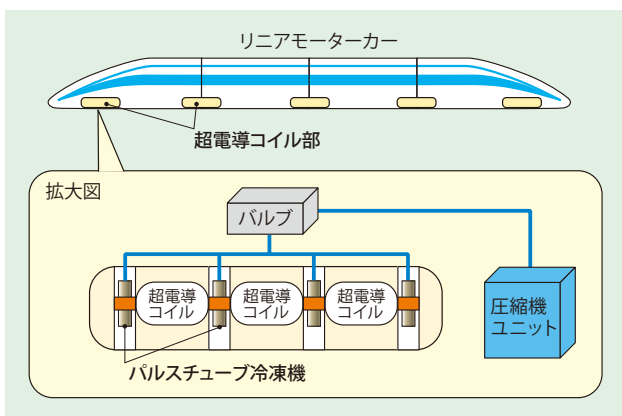 リニアモーターカー
超電導コイル部
拡大図
バルブ
超電導
コイル
超電導
コイル
超電導
コイル
圧縮機
ユニット
パルスチューブ冷凍機